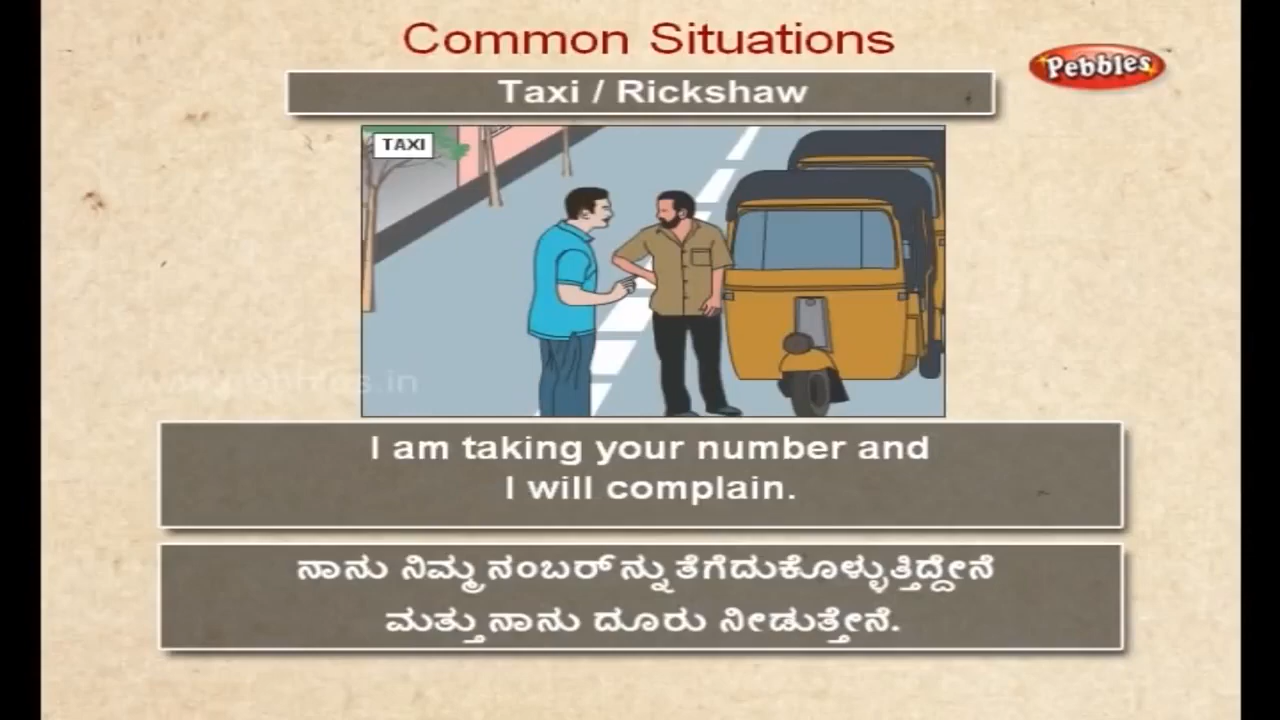 Common Situations
Pebbles
Taxi / Rickshaw
TAXI
I am taking your number and
I will complain.
ನಾನು ನಿಮ್ಮ ನಂಬರ್ ನ್ನು ತೆಗೆದುಕೊಳ್ಳುತ್ತಿದ್ದೇನೆ
ಮತ್ತು ನಾನು ದೂರು ನೀಡುತ್ತೇನೆ.